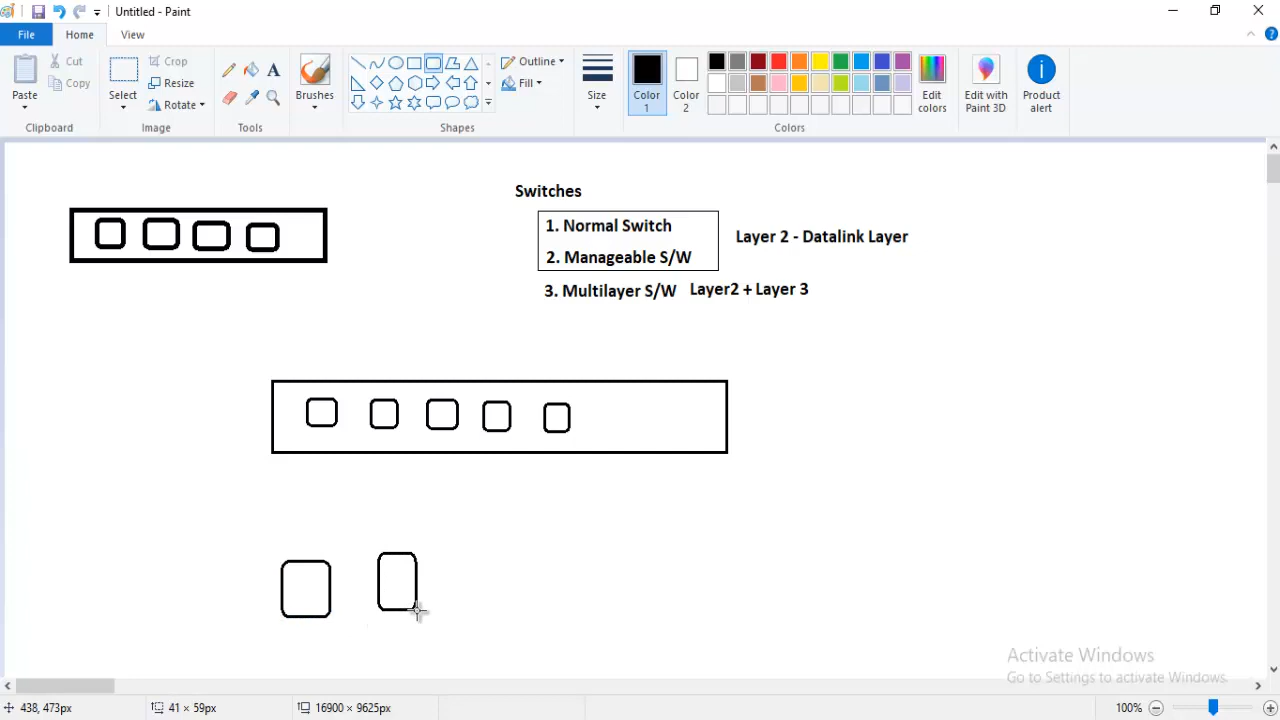 Untitled - Paint
File
Home
View
Paste
Cut
Copy
Clipboard
Select
Crop
Resize
Rotate
Image
Tools
Brushes
Shapes
Outline
Fill
Size
Color 1
Color 2
Colors
Edit colors
Edit with Paint 3D
Product alert
Switches
1. Normal Switch
2. Manageable S/W
Layer 2 - Datalink Layer
3. Multilayer S/W
Layer2 + Layer 3
Activate Windows
Go to Settings to activate Windows.
438, 473px
41 × 59px
16900 × 9625px
100%